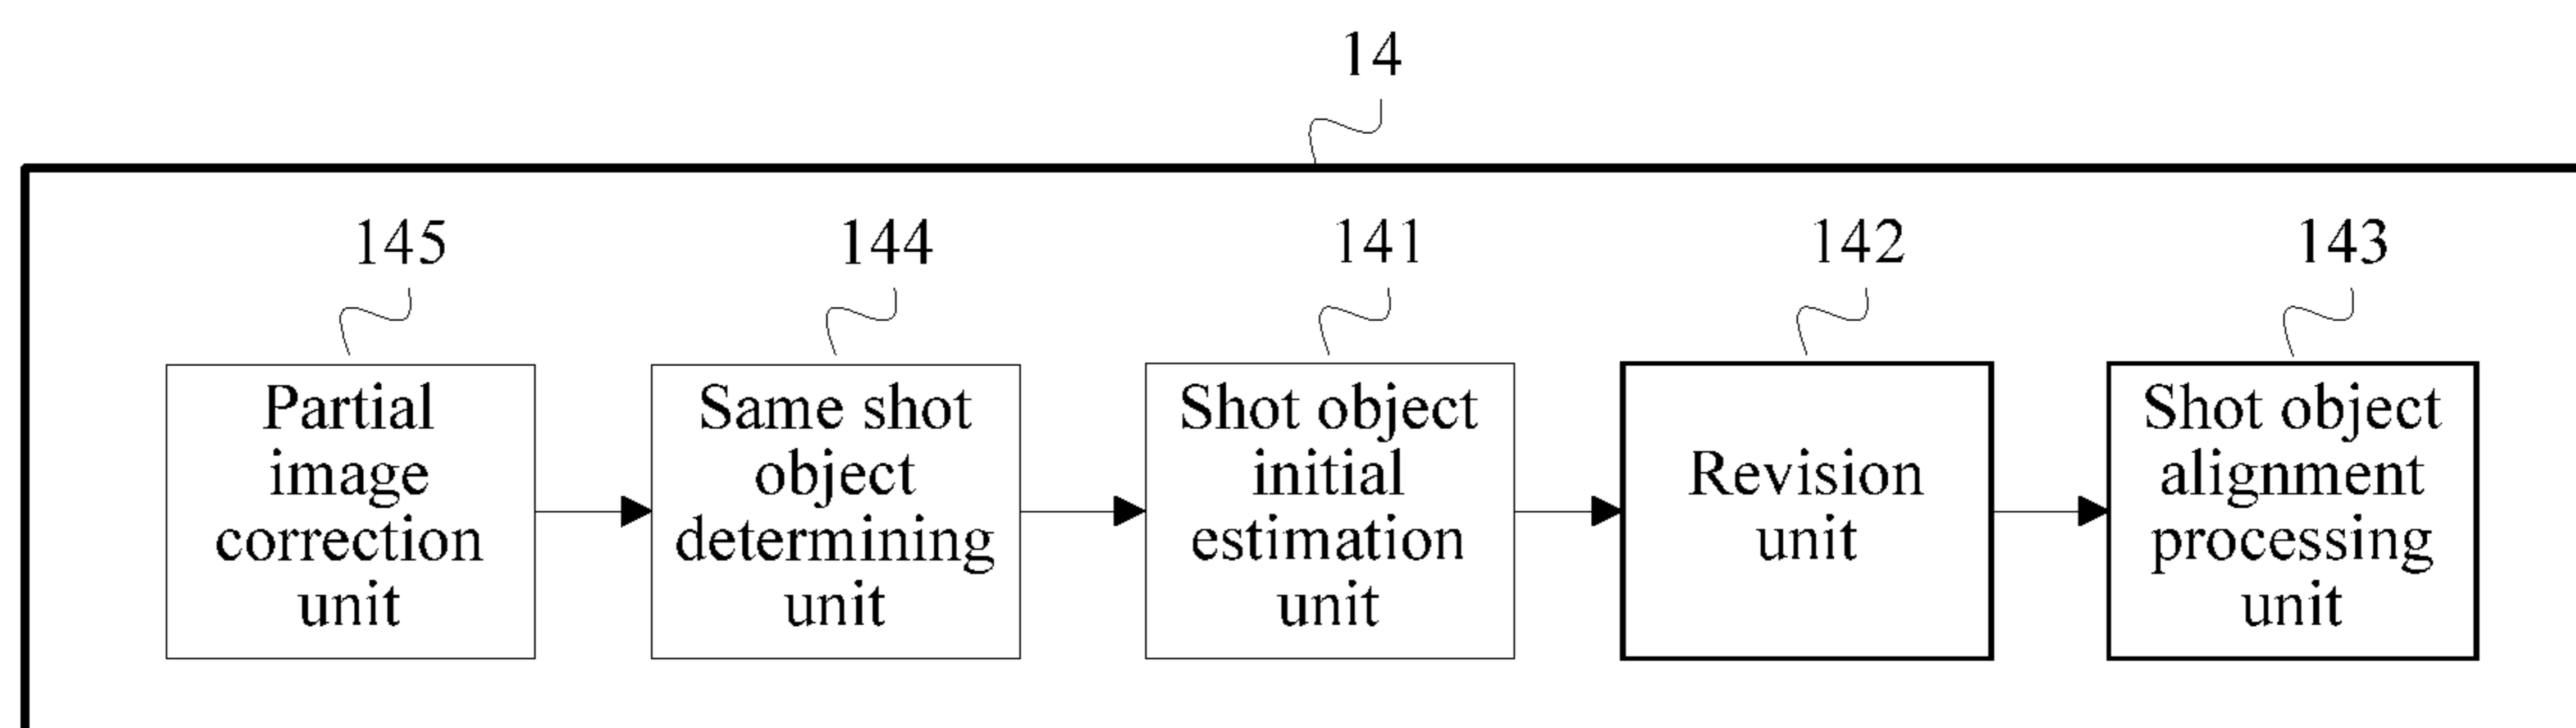 14
145
144
141
142
143
Partial
image
correction
unit
Same shot
object
determining
unit
Shot object
initial
estimation
unit
Revision
unit
Shot object
alignment
processing
unit